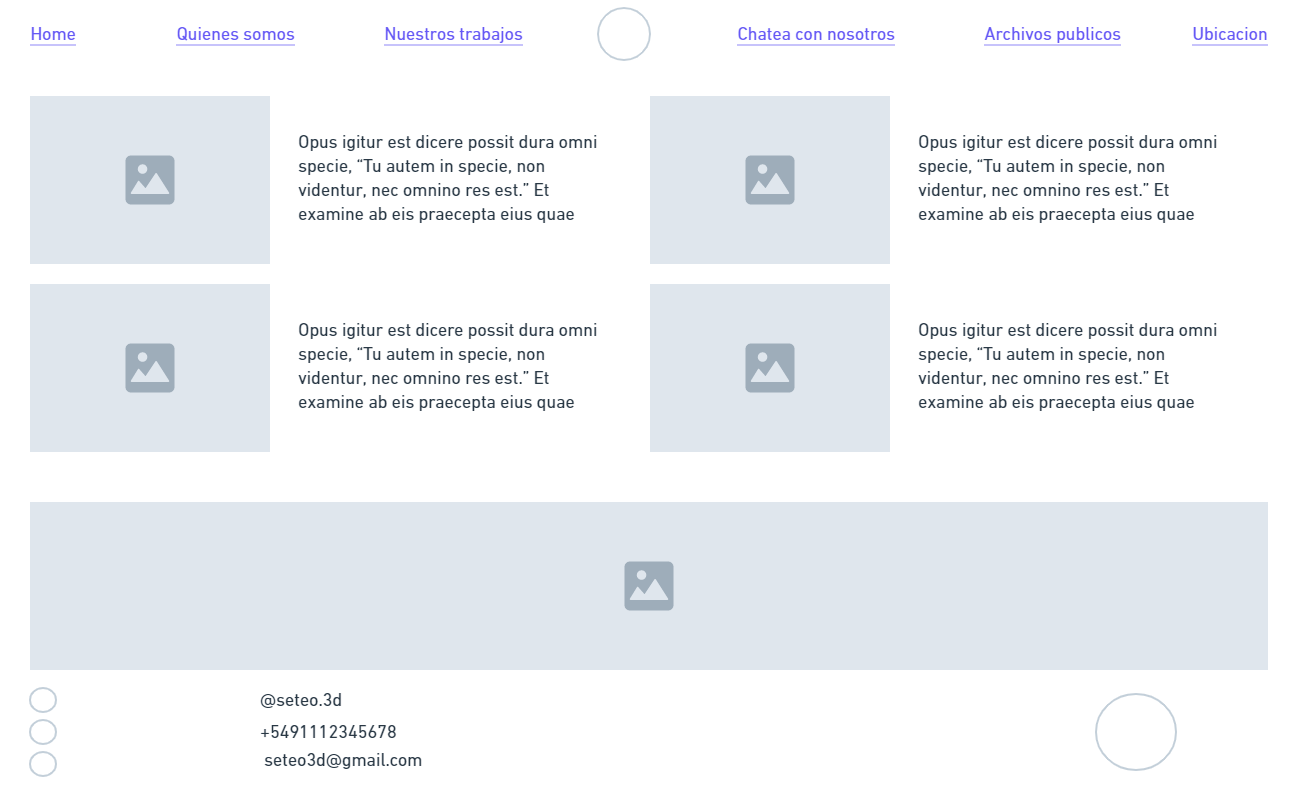 Home
Quienes somos
Nuestros trabajos
Chatea con nosotros
Archivos publicos
Ubicacion
Opus igitur est dicere possit dura omni
specie, “Tu autem in specie, non
videntur, nec omnino res est.” Et
examine ab eis praecepta eius quae
Opus igitur est dicere possit dura omni
specie, “Tu autem in specie, non
videntur, nec omnino res est.” Et
examine ab eis praecepta eius quae
Opus igitur est dicere possit dura omni
specie, “Tu autem in specie, non
videntur, nec omnino res est.” Et
examine ab eis praecepta eius quae
Opus igitur est dicere possit dura omni
specie, “Tu autem in specie, non
videntur, nec omnino res est.” Et
examine ab eis praecepta eius quae
@seteo.3d
+5491112345678
seteo3d@gmail.com